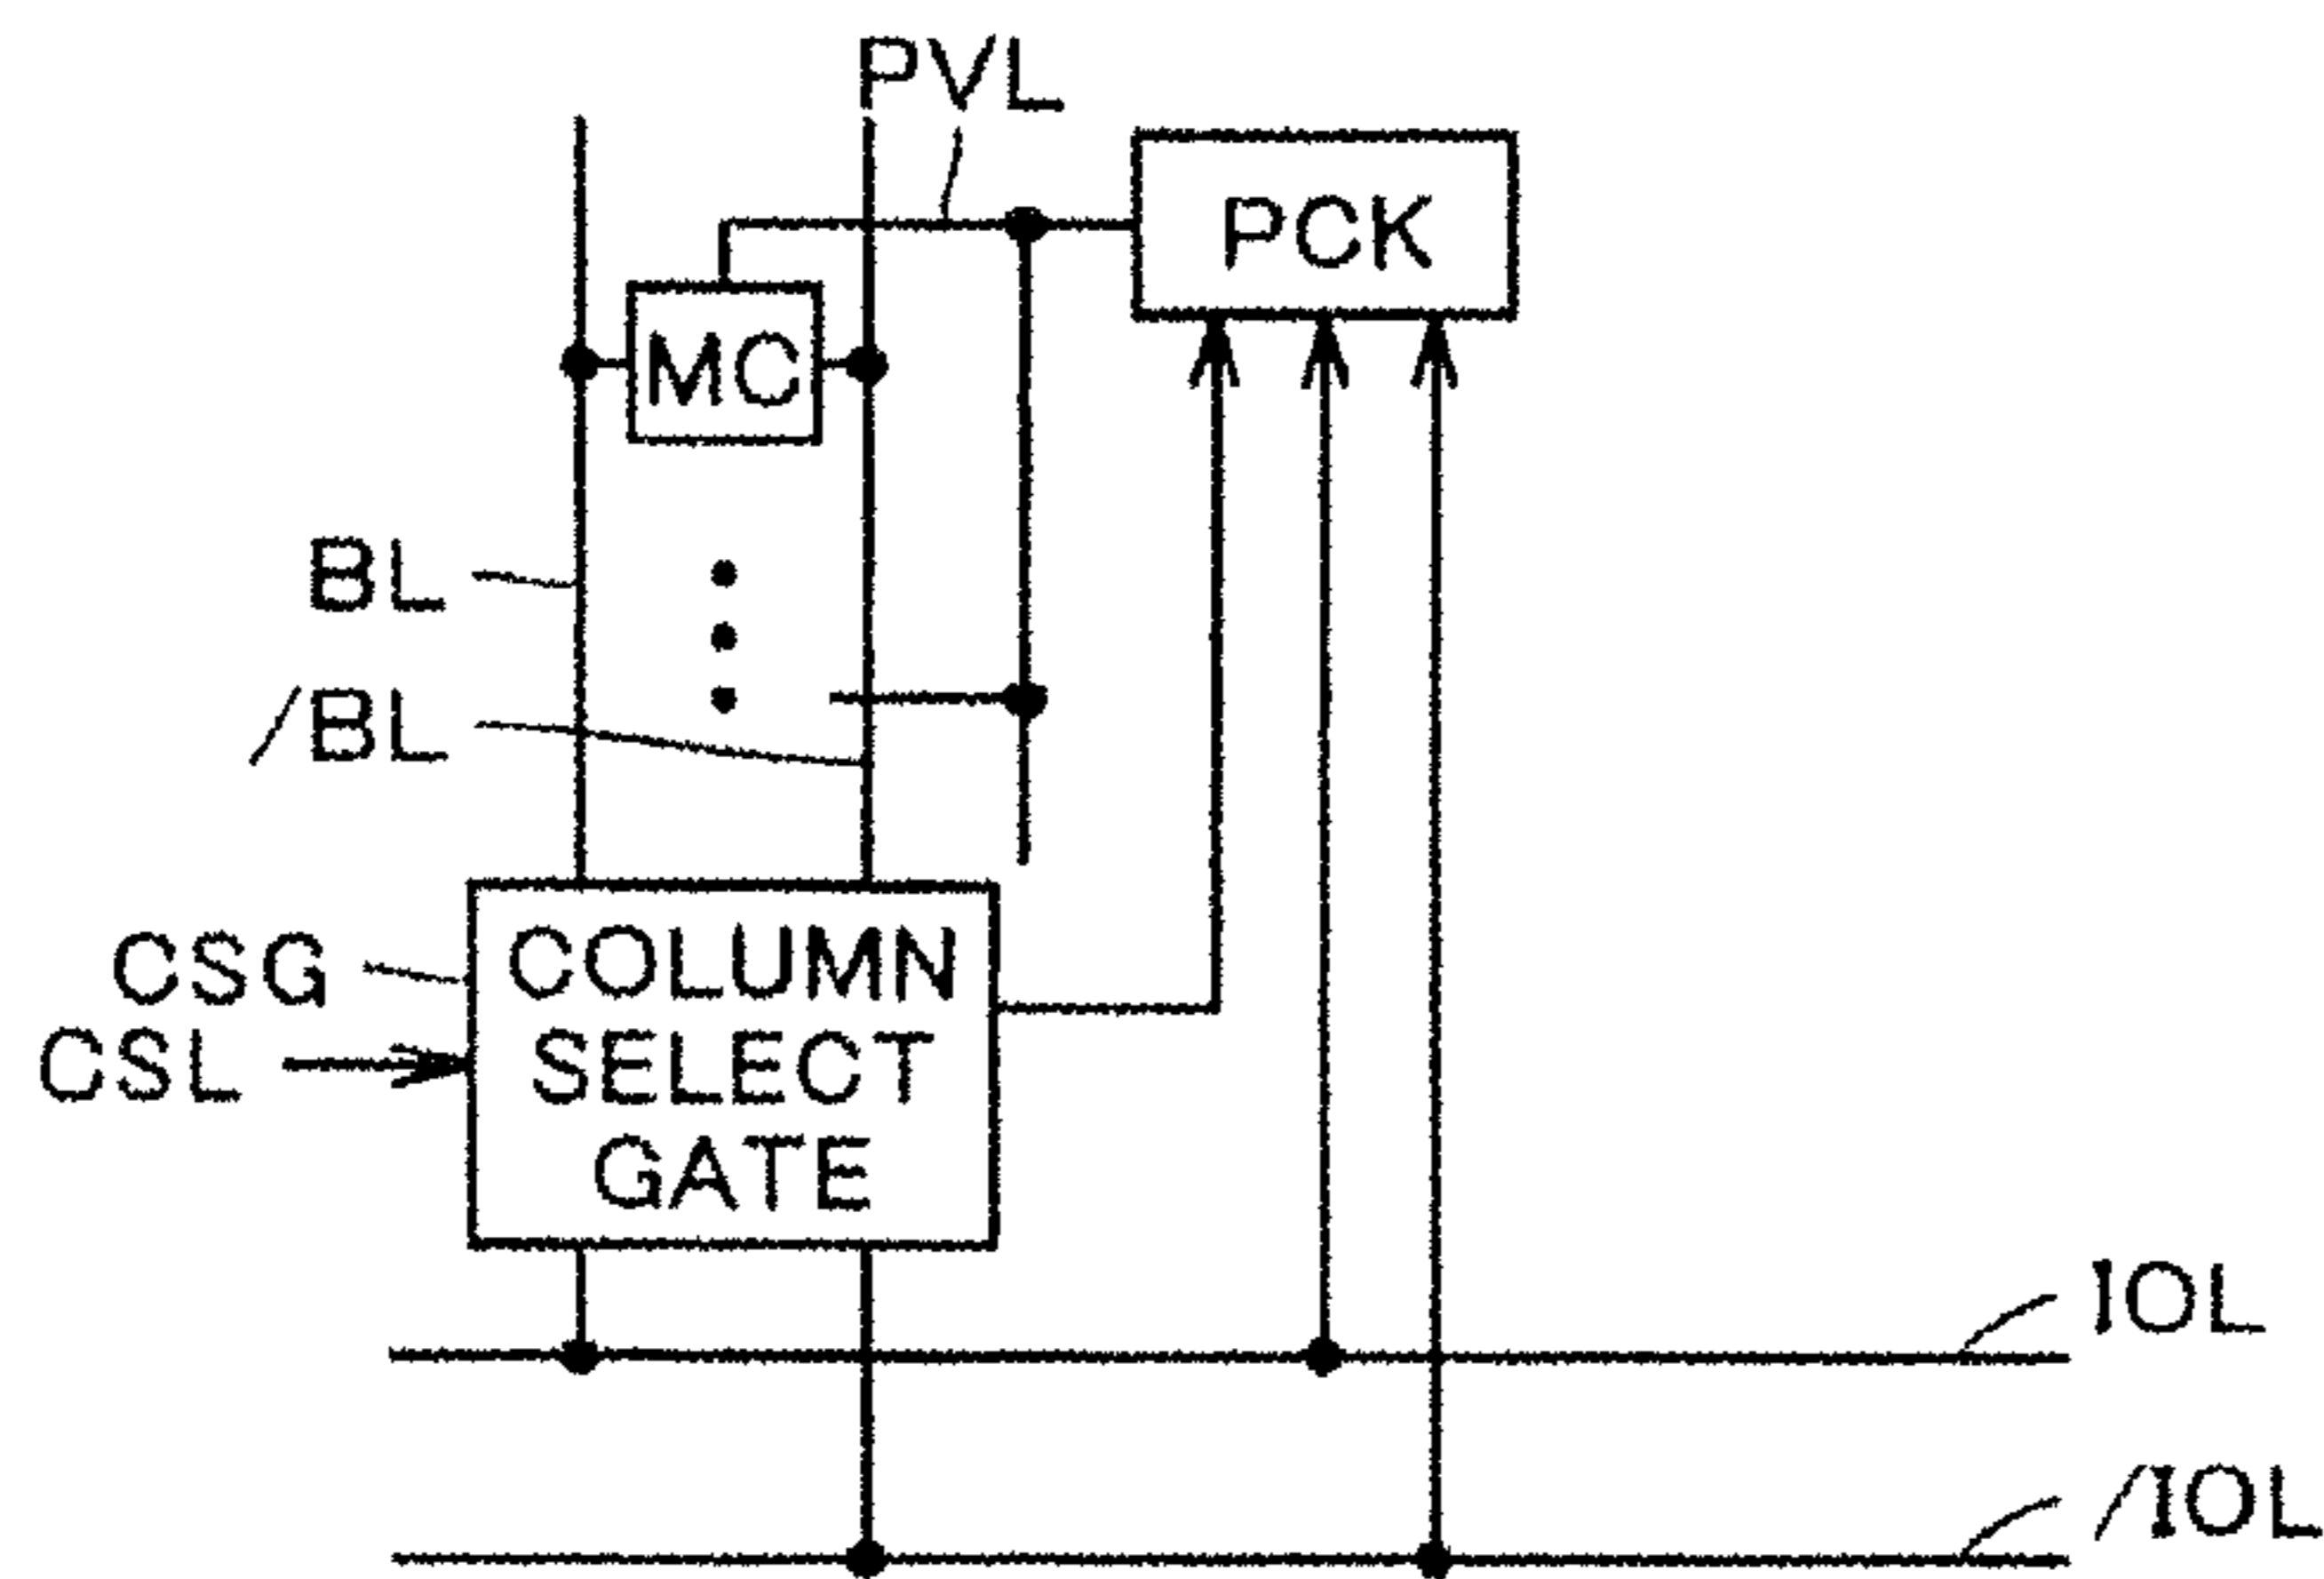 PVL
PCK
MC
BL
/BL
CSG
COLUMN
CSL
SELECT
GATE
IOL
/IOL